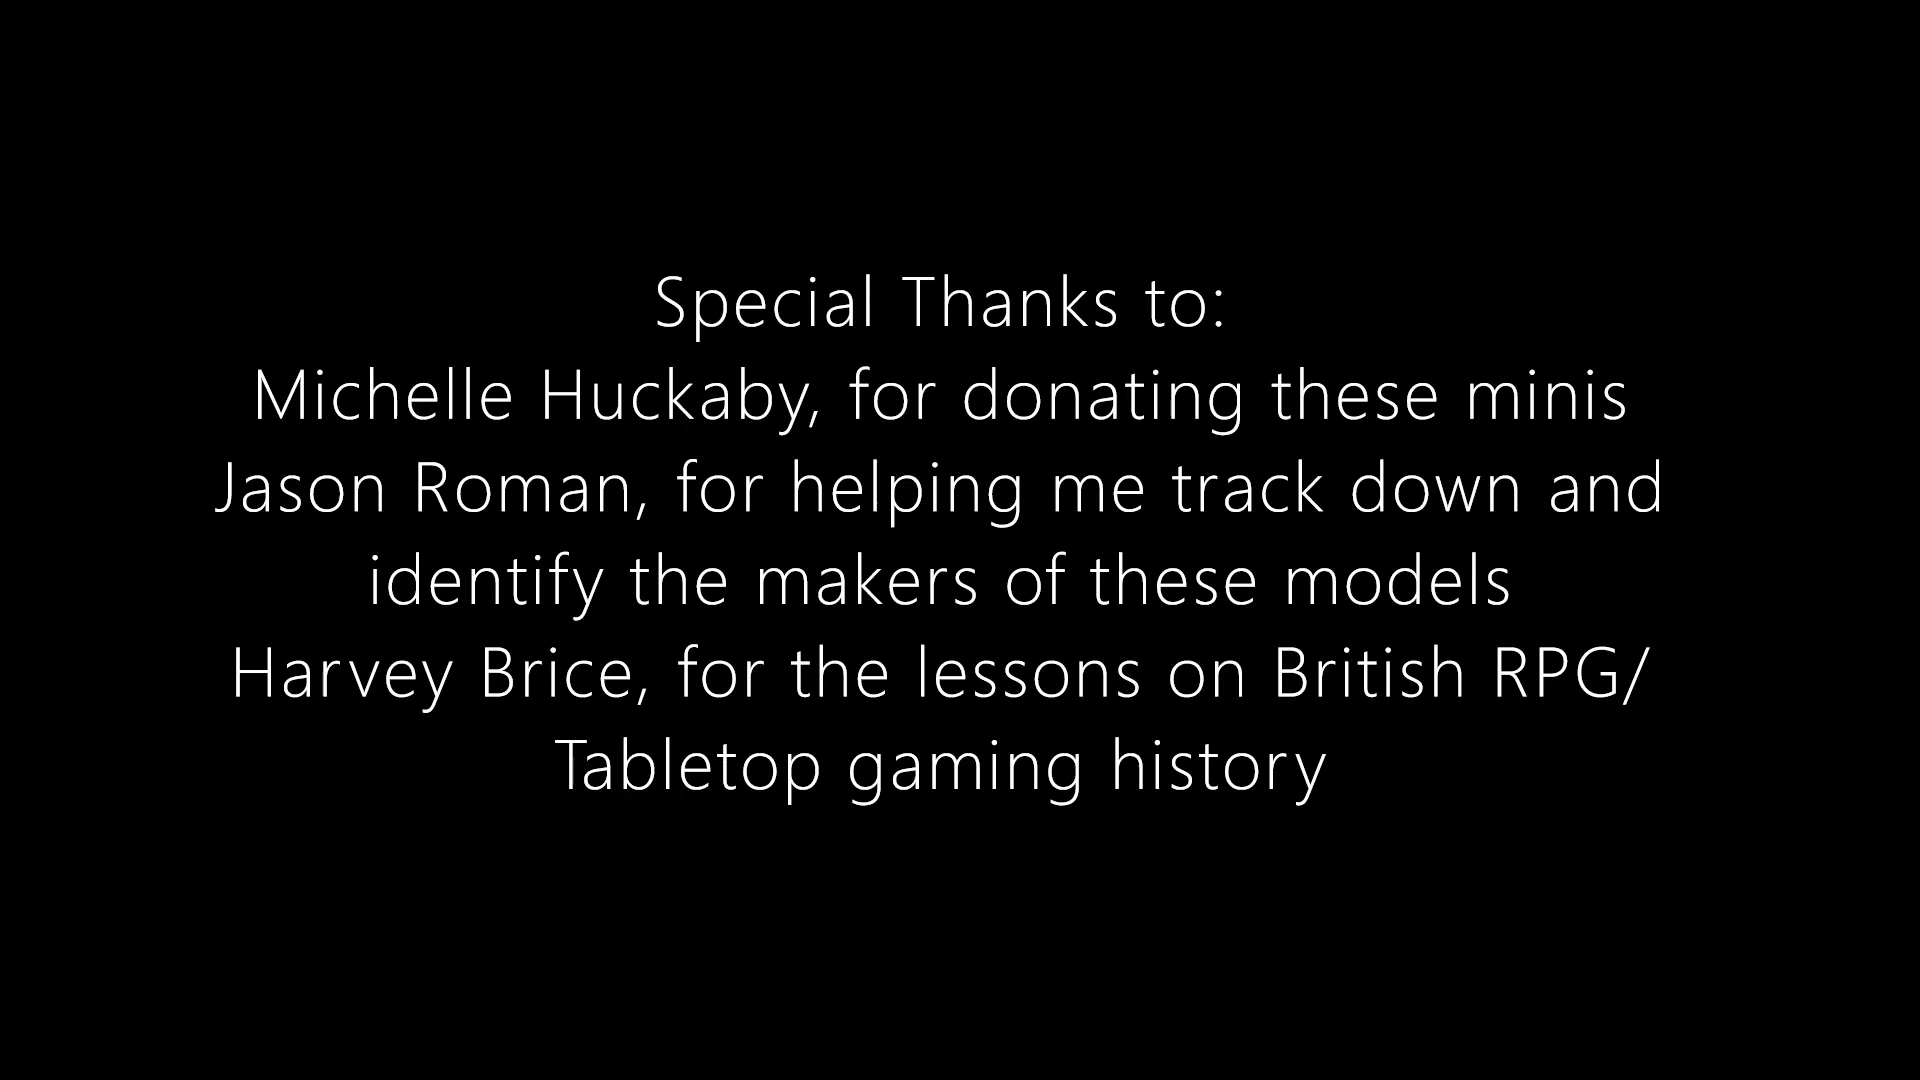 Special Thanks to:
Michelle Huckaby, for donating these minis
Jason Roman, for helping me track down and
identify the makers of these models
Harvey Brice, for the lessons on British RPG/
Tabletop gaming history